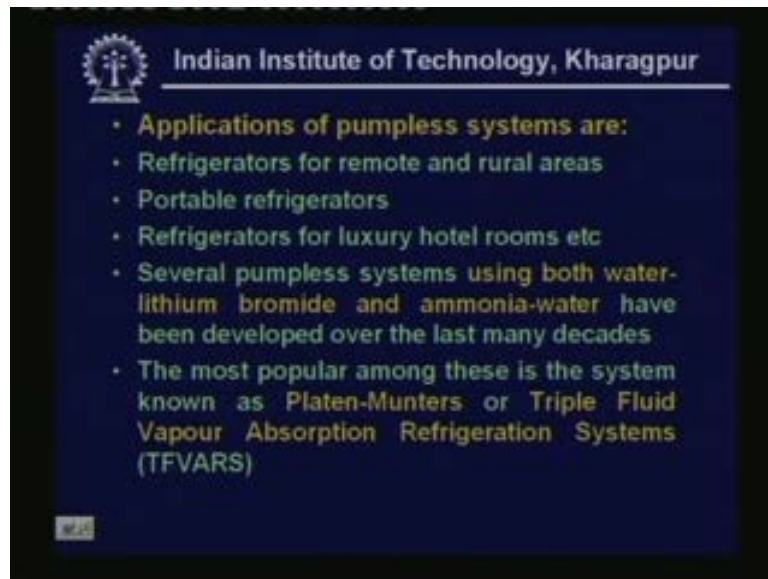 Indian Institute of Technology, Kharagpur
• Applications of pumpless systems are:
• Refrigerators for remote and rural areas
• Portable refrigerators
• Refrigerators for luxury hotel rooms etc
• Several pumpless systems using both water-
lithium bromide and ammonia-water have
been developed over the last many decades
• The most popular among these is the system
known as Platen-Munters or Triple Fluid
Vapour Absorption Refrigeration Systems
(TFVARS)